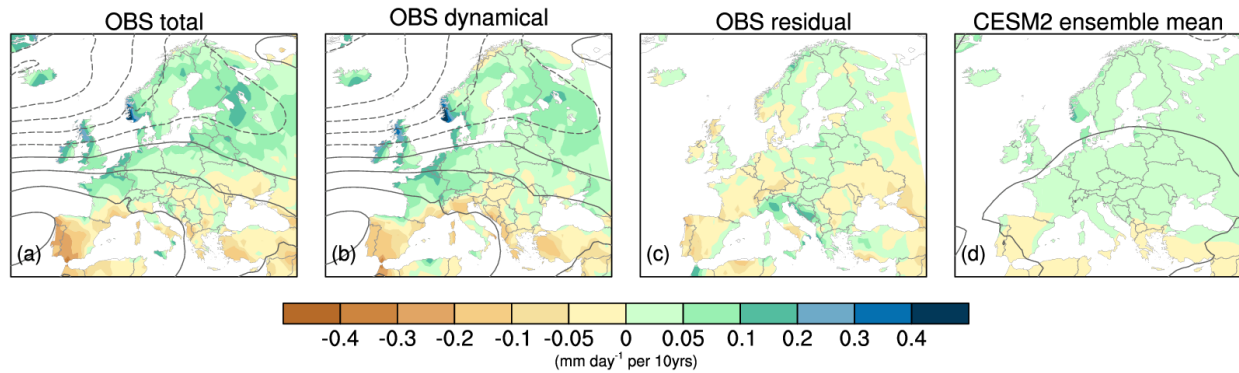 OBS total
OBS dynamical
OBS residual
CESM2 ensemble mean
(a)
(b)
(c)
(d)
-0.4 -0.3 -0.2 -0.1 -0.05 0 0.05 0.1 0.2 0.3 0.4
(mm day⁻¹ per 10yrs)